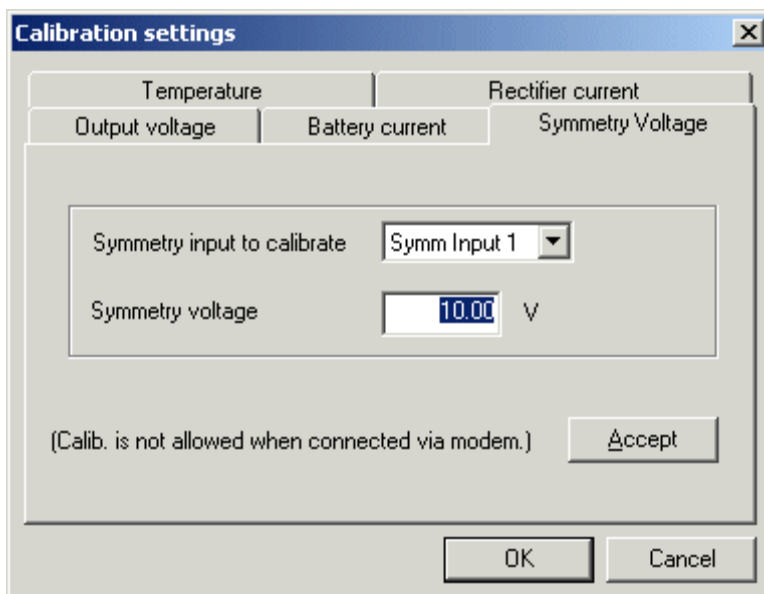 Calibration settings
Temperature
Rectifier current
Output voltage
Battery current
Symmetry Voltage
Symmetry input to calibrate
Symm Input 1
Symmetry voltage
10.00
V
(Calib. is not allowed when connected via modem.)
Accept
OK
Cancel